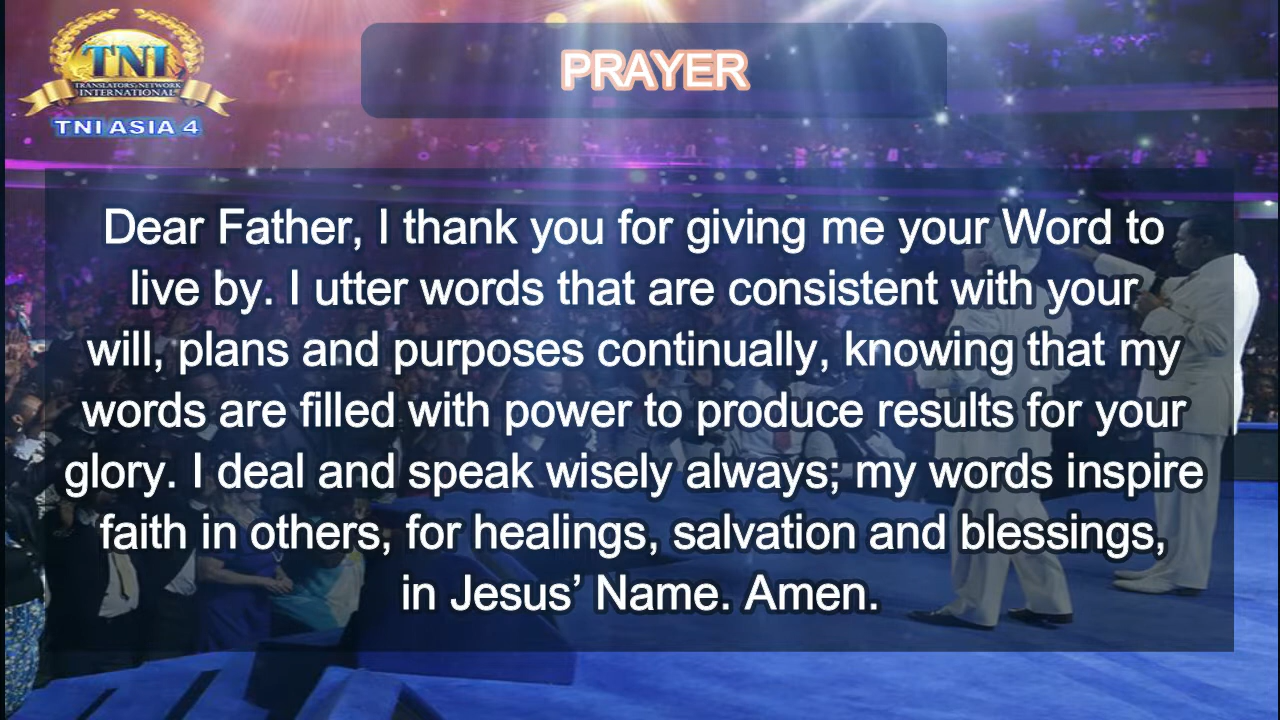 TNI
TRANSLATORS' NETWORK
INTERNATIONAL
TNI ASIA 4
PRAYER
Dear Father, I thank you for giving me your Word to
live by. I utter words that are consistent with your
will, plans and purposes continually, knowing that my
words are filled with power to produce results for your
glory. I deal and speak wisely always; my words inspire
faith in others, for healings, salvation and blessings,
in Jesus’ Name. Amen.